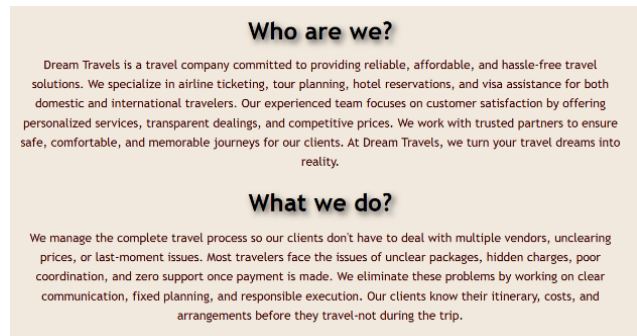 Who are we?
Dream Travels is a travel company committed to providing reliable, affordable, and hassle-free travel
solutions. We specialize in airline ticketing, tour planning, hotel reservations, and visa assistance for both
domestic and international travelers. Our experienced team focuses on customer satisfaction by offering
personalized services, transparent dealings, and competitive prices. We work with trusted partners to ensure
safe, comfortable, and memorable journeys for our clients. At Dream Travels, we turn your travel dreams into
reality.
What we do?
We manage the complete travel process so our clients don't have to deal with multiple vendors, unclearing
prices, or last-moment issues. Most travelers face the issues of unclear packages, hidden charges, poor
coordination, and zero support once payment is made. We eliminate these problems by working on clear
communication, fixed planning, and responsible execution. Our clients know their itinerary, costs, and
arrangements before they travel-not during the trip.